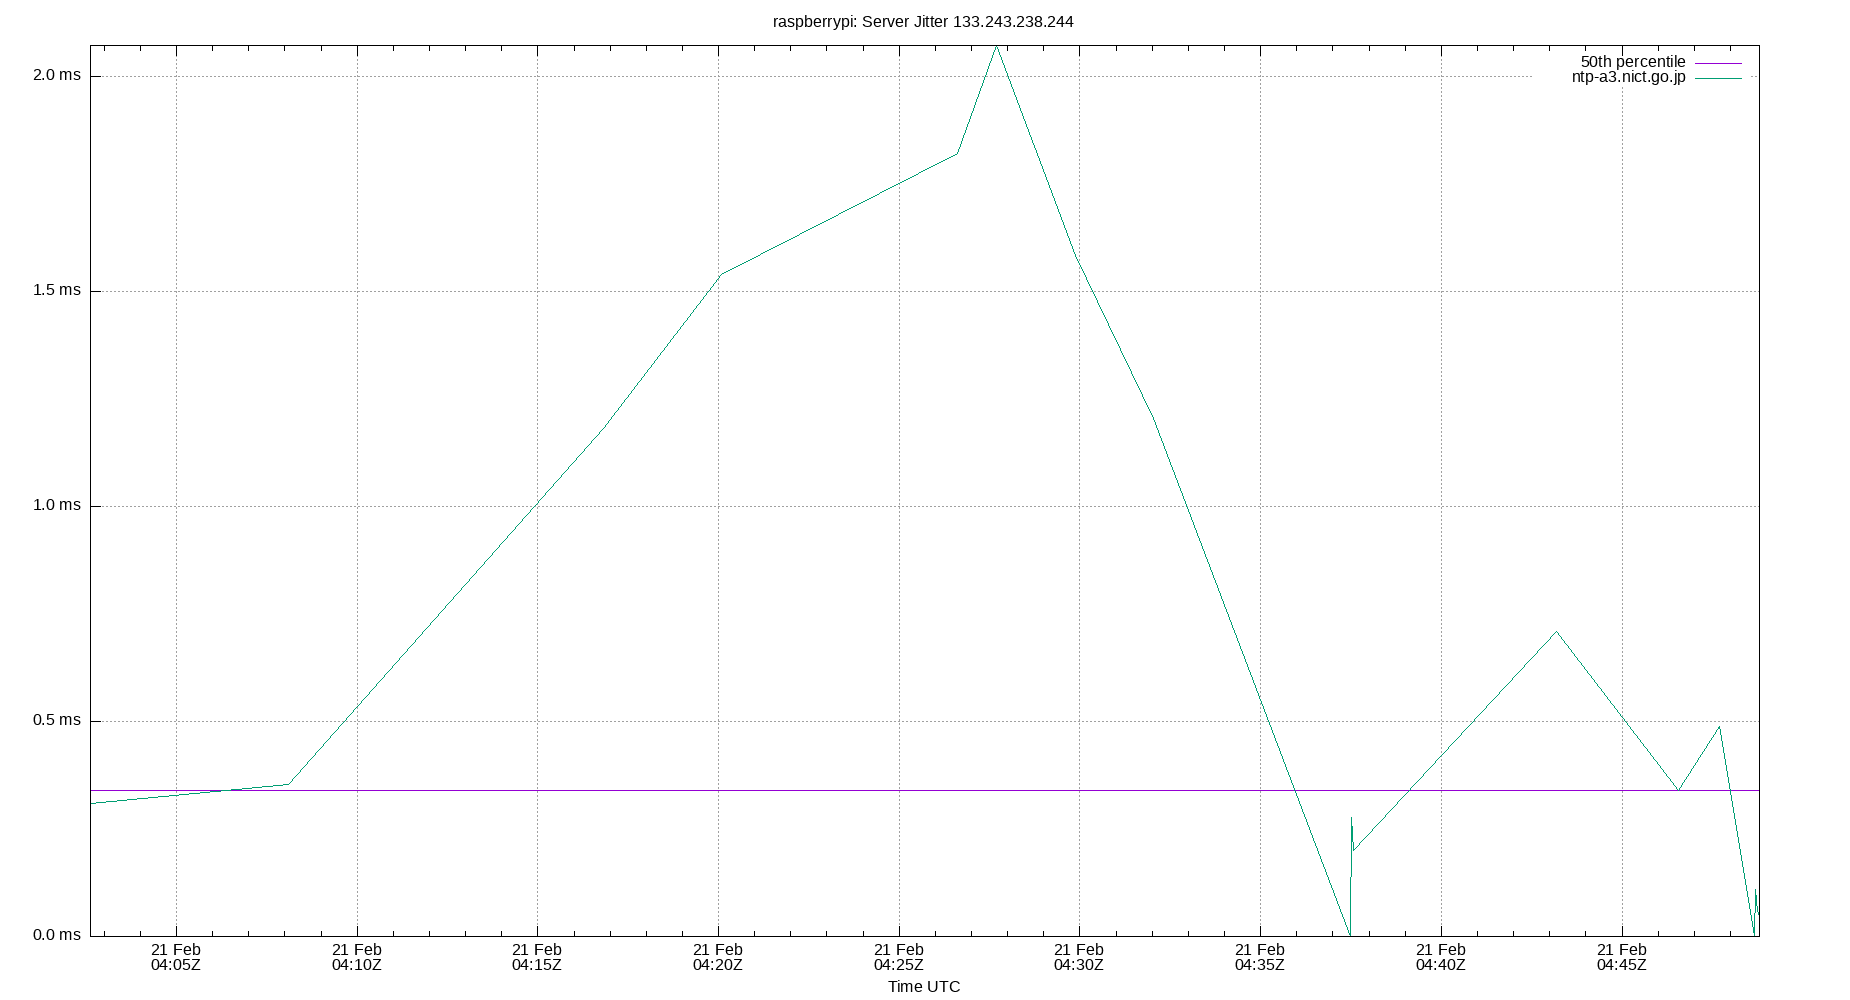 raspberrypi: Server Jitter 133.243.238.244
50th percentile
ntp-a3.nict.go.jp
2.0 ms
1.5 ms
1.0 ms
0.5 ms
0.0 ms
21 Feb 21 Feb 21 Feb 21 Feb 21 Feb 21 Feb 21 Feb 21 Feb 21 Feb
04:05Z 04:10Z 04:15Z 04:20Z 04:25Z 04:30Z 04:35Z 04:40Z 04:45Z
Time UTC